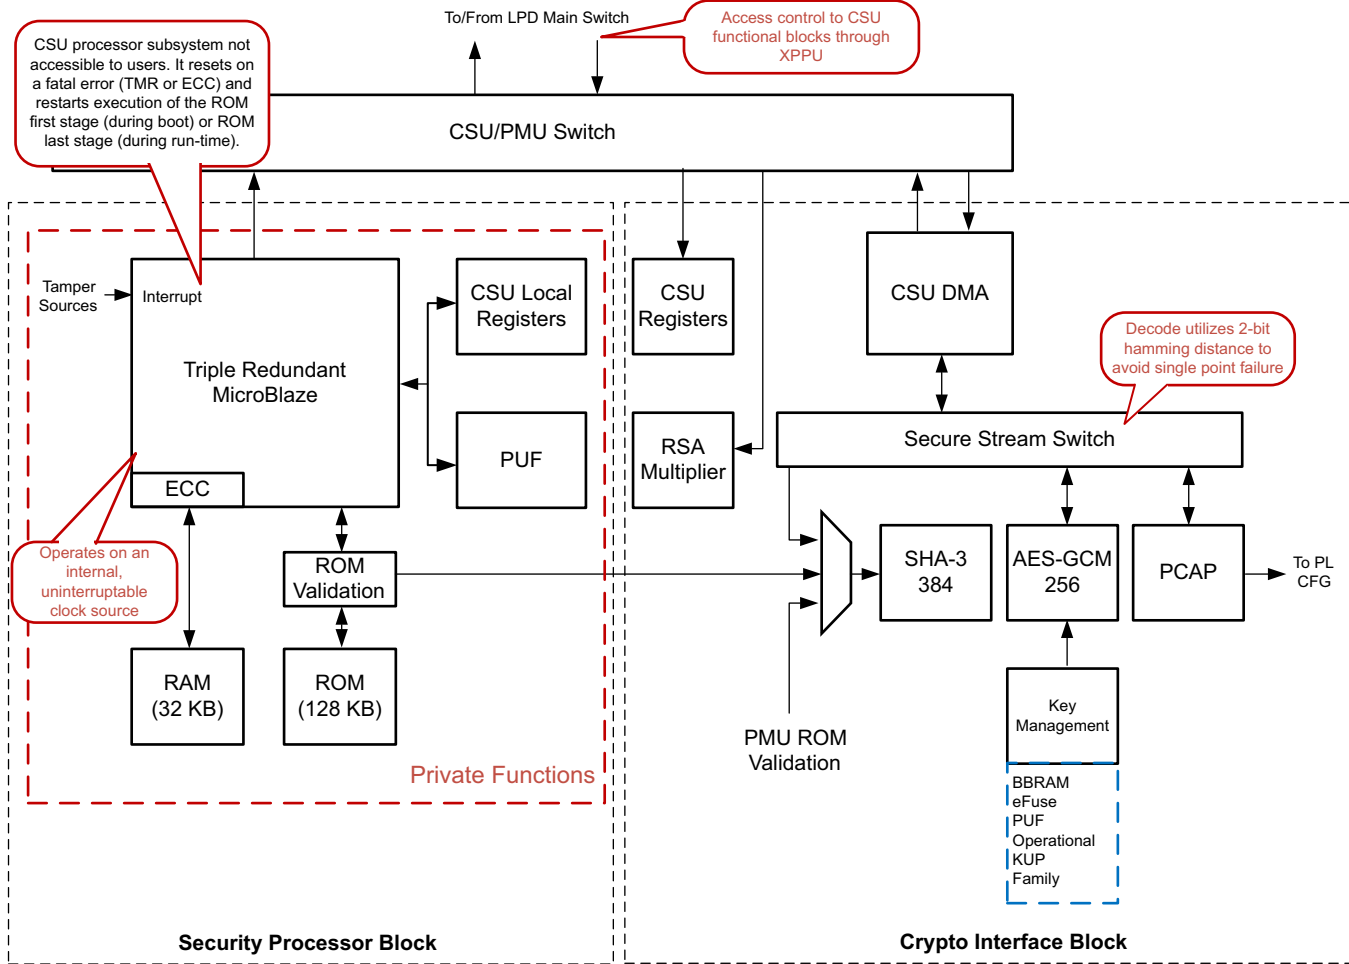 To/From LPD Main Switch
Access control to CSU
functional blocks through
XPPU
CSU processor subsystem not
accessible to users. It resets on
a fatal error (TMR or ECC) and
restarts execution of the ROM
first stage (during boot) or ROM
last stage (during run-time).
CSU/PMU Switch
Tamper
Sources
Interrupt
Triple Redundant
MicroBlaze
ECC
CSU Local
Registers
PUF
Operates on an
internal,
uninterruptable
clock source
ROM
Validation
RAM
(32 KB)
ROM
(128 KB)
Private Functions
Security Processor Block
CSU
Registers
RSA
Multiplier
CSU DMA
Decode utilizes 2-bit
hamming distance to
avoid single point failure
Secure Stream Switch
SHA-3
384
AES-GCM
256
PCAP
To PL
CFG
PMU ROM
Validation
Key
Management
BBRAM
eFuse
PUF
Operational
KUP
Family
Crypto Interface Block